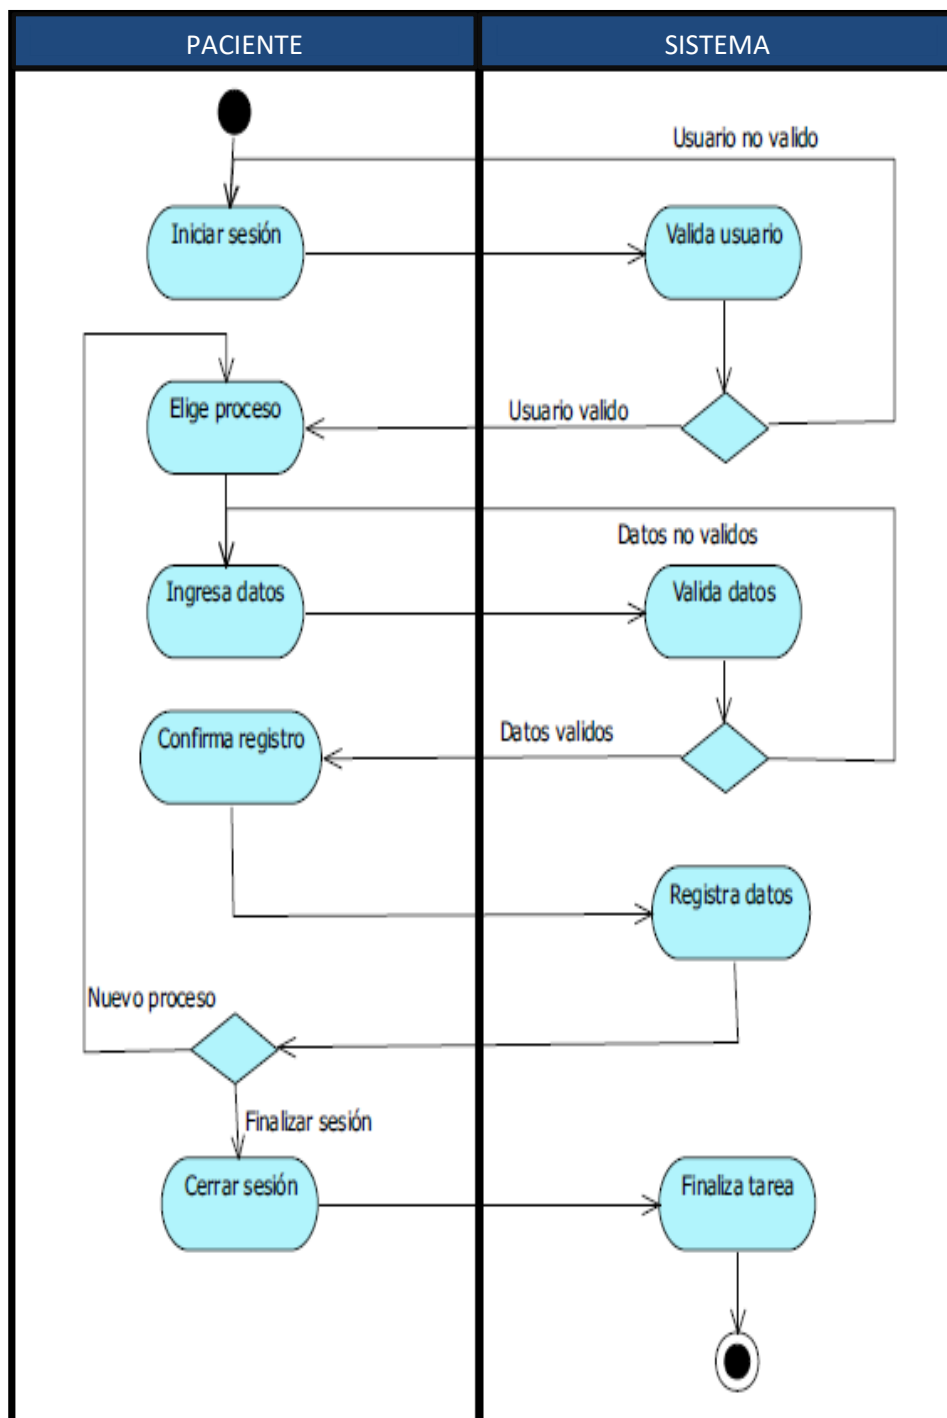 PACIENTE
SISTEMA
Usuario no valido
Iniciar sesión
Valida usuario
Elige proceso
Usuario valido
Datos no validos
Ingresa datos
Valida datos
Confirma registro
Datos validos
Registra datos
Nuevo proceso
Finalizar sesión
Cerrar sesión
Finaliza tarea